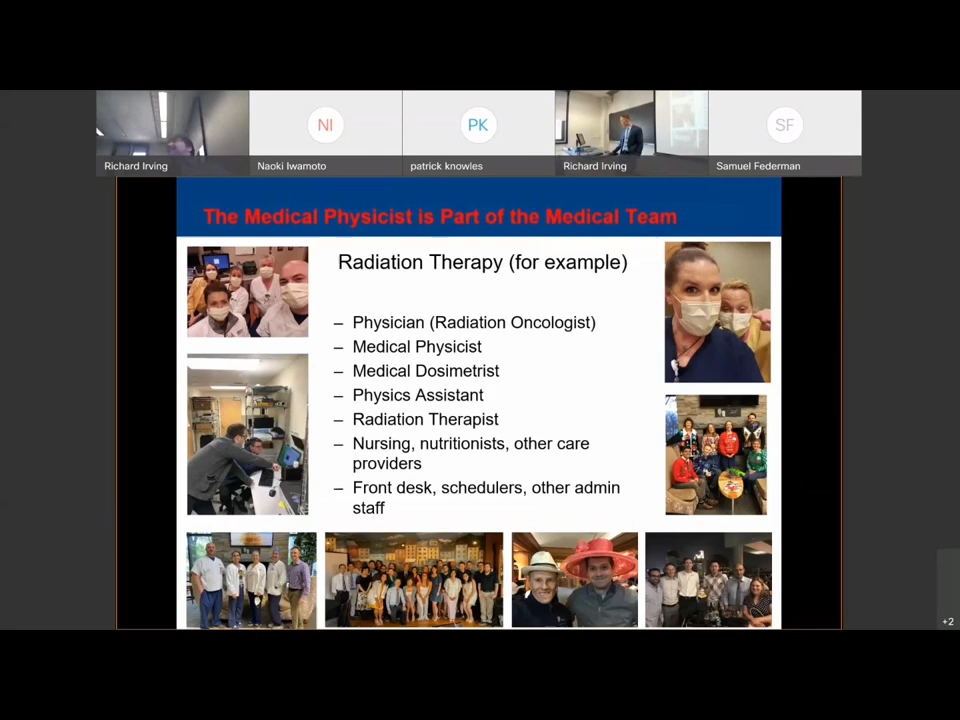 Richard Irving
NI
Naoki Iwamoto
PK
patrick knowles
Richard Irving
SF
Samuel Federman
The Medical Physicist is Part of the Medical Team
Radiation Therapy (for example)
– Physician (Radiation Oncologist)
– Medical Physicist
– Medical Dosimetrist
– Physics Assistant
– Radiation Therapist
– Nursing, nutritionists, other care
providers
– Front desk, schedulers, other admin
staff
+2